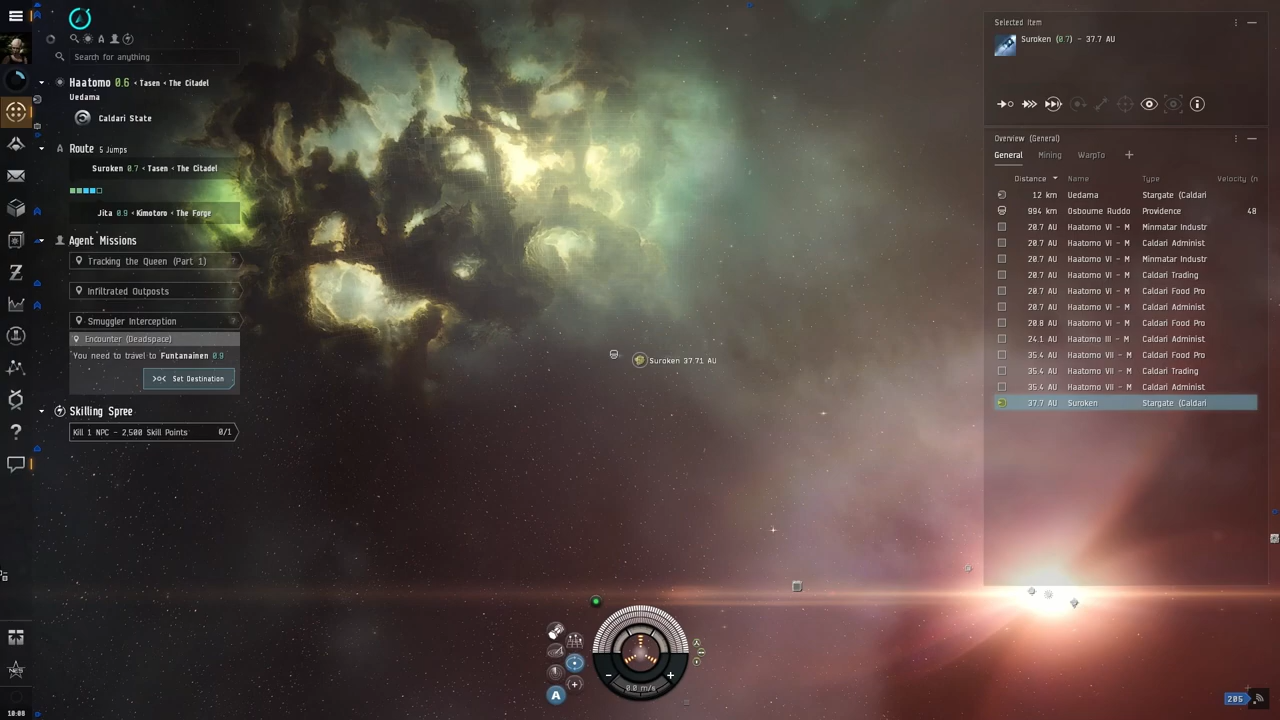 Search for anything
Haatomo 0.6 ‹ Tasen ‹ The Citadel
Uedama
Caldari State
Route 5 Jumps
Suroken 0.7 ‹ Tasen ‹ The Citadel
Jita 0.9 ‹ Kimotoro ‹ The Forge
Agent Missions
Tracking the Queen (Part 1) ?
Infiltrated Outposts ?
Smuggler Interception ?
Encounter (Deadspace)
You need to travel to Funtanainen 0.9
Set Destination
Skilling Spree
Kill 1 NPC - 2,500 Skill Points 0/1
NES
10:08
Suroken 37.71 AU
0.0 m/s
A
Selected Item
Suroken (0.7) - 37.7 AU
Overview (General)
General Mining WarpTo +
Distance Name Type Velocity (n
12 km Uedama Stargate (Caldari
994 km Osbourne Ruddo Providence 48
20.7 AU Haatomo VI - M Minmatar Industr
20.7 AU Haatomo VI - M Caldari Administ
20.7 AU Haatomo VI - M Minmatar Industr
20.7 AU Haatomo VI - M Caldari Trading
20.7 AU Haatomo VI - M Caldari Food Pro
20.7 AU Haatomo VI - M Caldari Administ
20.8 AU Haatomo VI - M Caldari Food Pro
24.1 AU Haatomo III - M Caldari Administ
35.4 AU Haatomo VII - M Caldari Food Pro
35.4 AU Haatomo VII - M Caldari Trading
35.4 AU Haatomo VII - M Caldari Administ
37.7 AU Suroken Stargate (Caldari
205